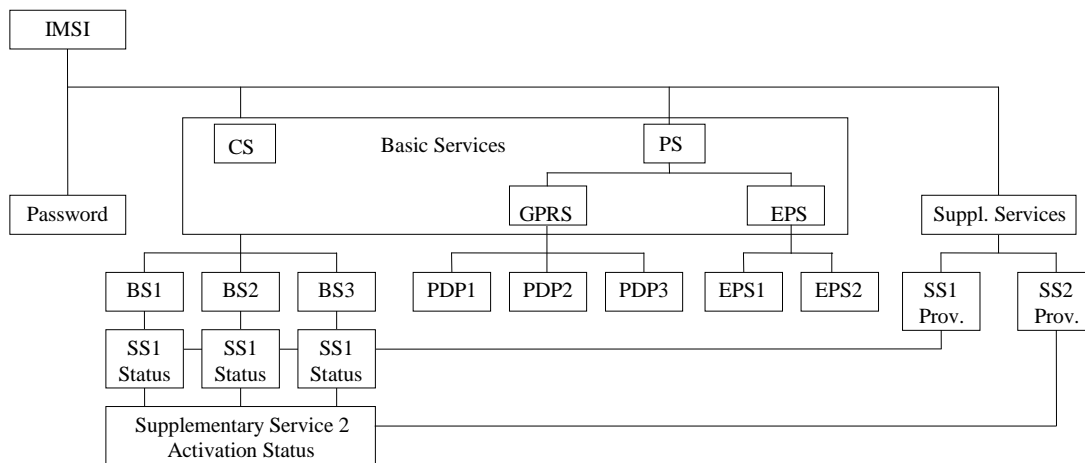 IMSI
CS
Basic Services
PS
Password
GPRS
EPS
Suppl. Services
BS1
BS2
BS3
PDP1
PDP2
PDP3
EPS1
EPS2
SS1
Prov.
SS2
Prov.
SS1
Status
SS1
Status
SS1
Status
Supplementary Service 2
Activation Status